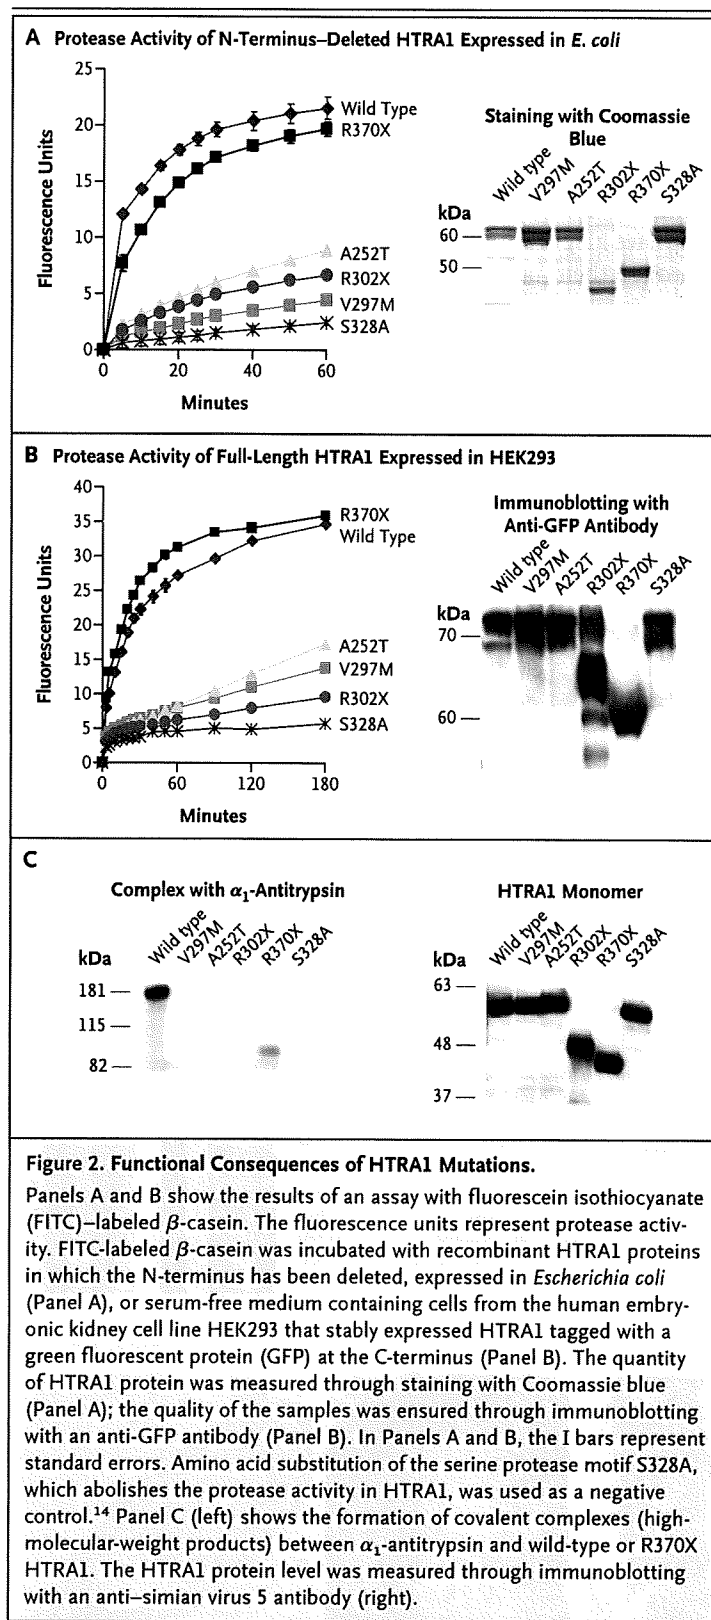 A Protease Activity of N-Terminus–Deleted HTRA1 Expressed in E. coli
25
20
15
10
5
0
Fluorescence Units
0
20
40
60
Minutes
Wild Type
R370X
A252T
R302X
V297M
S328A
Staining with Coomassie
Blue
Wild type
V297M
A252T
R302X
R370X
S328A
kDa
60
50
B Protease Activity of Full-Length HTRA1 Expressed in HEK293
40
35
30
25
20
15
10
5
0
Fluorescence Units
0
60
120
180
Minutes
R370X
Wild Type
A252T
V297M
R302X
S328A
Immunoblotting with
Anti-GFP Antibody
Wild type
V297M
A252T
R302X
R370X
S328A
kDa
70
60
C
Complex with α1-Antitrypsin
Wild type
V297M
A252T
R302X
R370X
S328A
kDa
181
115
82
HTRA1 Monomer
Wild type
V297M
A252T
R302X
R370X
S328A
kDa
63
48
37
Figure 2. Functional Consequences of HTRA1 Mutations.
Panels A and B show the results of an assay with fluorescein isothiocyanate
(FITC)–labeled β-casein. The fluorescence units represent protease activ-
ity. FITC-labeled β-casein was incubated with recombinant HTRA1 proteins
in which the N-terminus has been deleted, expressed in Escherichia coli
(Panel A), or serum-free medium containing cells from the human embry-
onic kidney cell line HEK293 that stably expressed HTRA1 tagged with a
green fluorescent protein (GFP) at the C-terminus (Panel B). The quantity
of HTRA1 protein was measured through staining with Coomassie blue
(Panel A); the quality of the samples was ensured through immunoblotting
with an anti-GFP antibody (Panel B). In Panels A and B, the I bars represent
standard errors. Amino acid substitution of the serine protease motif S328A,
which abolishes the protease activity in HTRA1, was used as a negative
control.14 Panel C (left) shows the formation of covalent complexes (high-
molecular-weight products) between α1-antitrypsin and wild-type or R370X
HTRA1. The HTRA1 protein level was measured through immunoblotting
with an anti–simian virus 5 antibody (right).